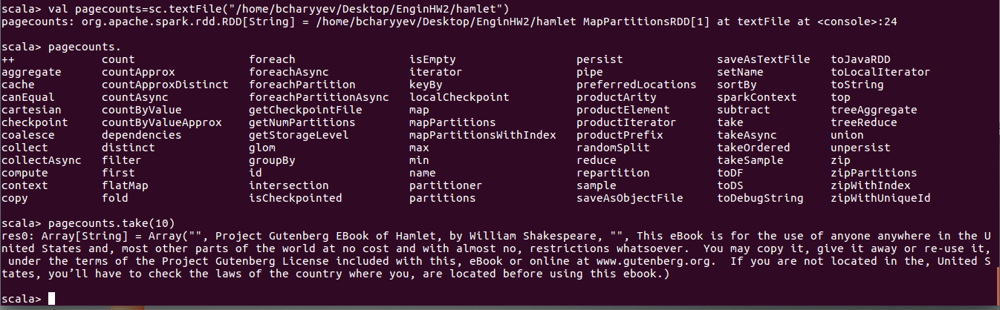 scala> val pagecounts=sc.textFile("/home/bcharyyev/Desktop/EnginHW2/hamlet")
pagecounts: org.apache.spark.rdd.RDD[String] = /home/bcharyyev/Desktop/EnginHW2/hamlet MapPartitionsRDD[1] at textFile at <console>:24
scala> pagecounts.
++ count foreach isEmpty persist saveAsTextFile toJavaRDD
aggregate countApprox foreachAsync iterator pipe setName toLocalIterator
cache countApproxDistinct foreachPartition keyBy preferredLocations sortBy toString
canEqual countAsync foreachPartitionAsync localCheckpoint productArity sparkContext top
cartesian countByValue getCheckpointFile map productElement subtract treeAggregate
checkpoint countByValueApprox getNumPartitions mapPartitions productIterator take treeReduce
coalesce dependencies getStorageLevel mapPartitionsWithIndex productPrefix takeAsync union
collect distinct glom max randomSplit takeOrdered unpersist
collectAsync filter groupBy min reduce takeSample zip
compute first id name repartition toDF zipPartitions
context flatMap intersection partitioner sample toDS zipWithIndex
copy fold isCheckpointed partitions saveAsObjectFile toDebugString zipWithUniqueId
scala> pagecounts.take(10)
res0: Array[String] = Array("", Project Gutenberg EBook of Hamlet, by William Shakespeare, "", This eBook is for the use of anyone anywhere in the U
nited States and, most other parts of the world at no cost and with almost no, restrictions whatsoever.  You may copy it, give it away or re-use it,
 under the terms of the Project Gutenberg License included with this, eBook or online at www.gutenberg.org.  If you are not located in the, United S
tates, you’ll have to check the laws of the country where you, are located before using this ebook.)
scala>